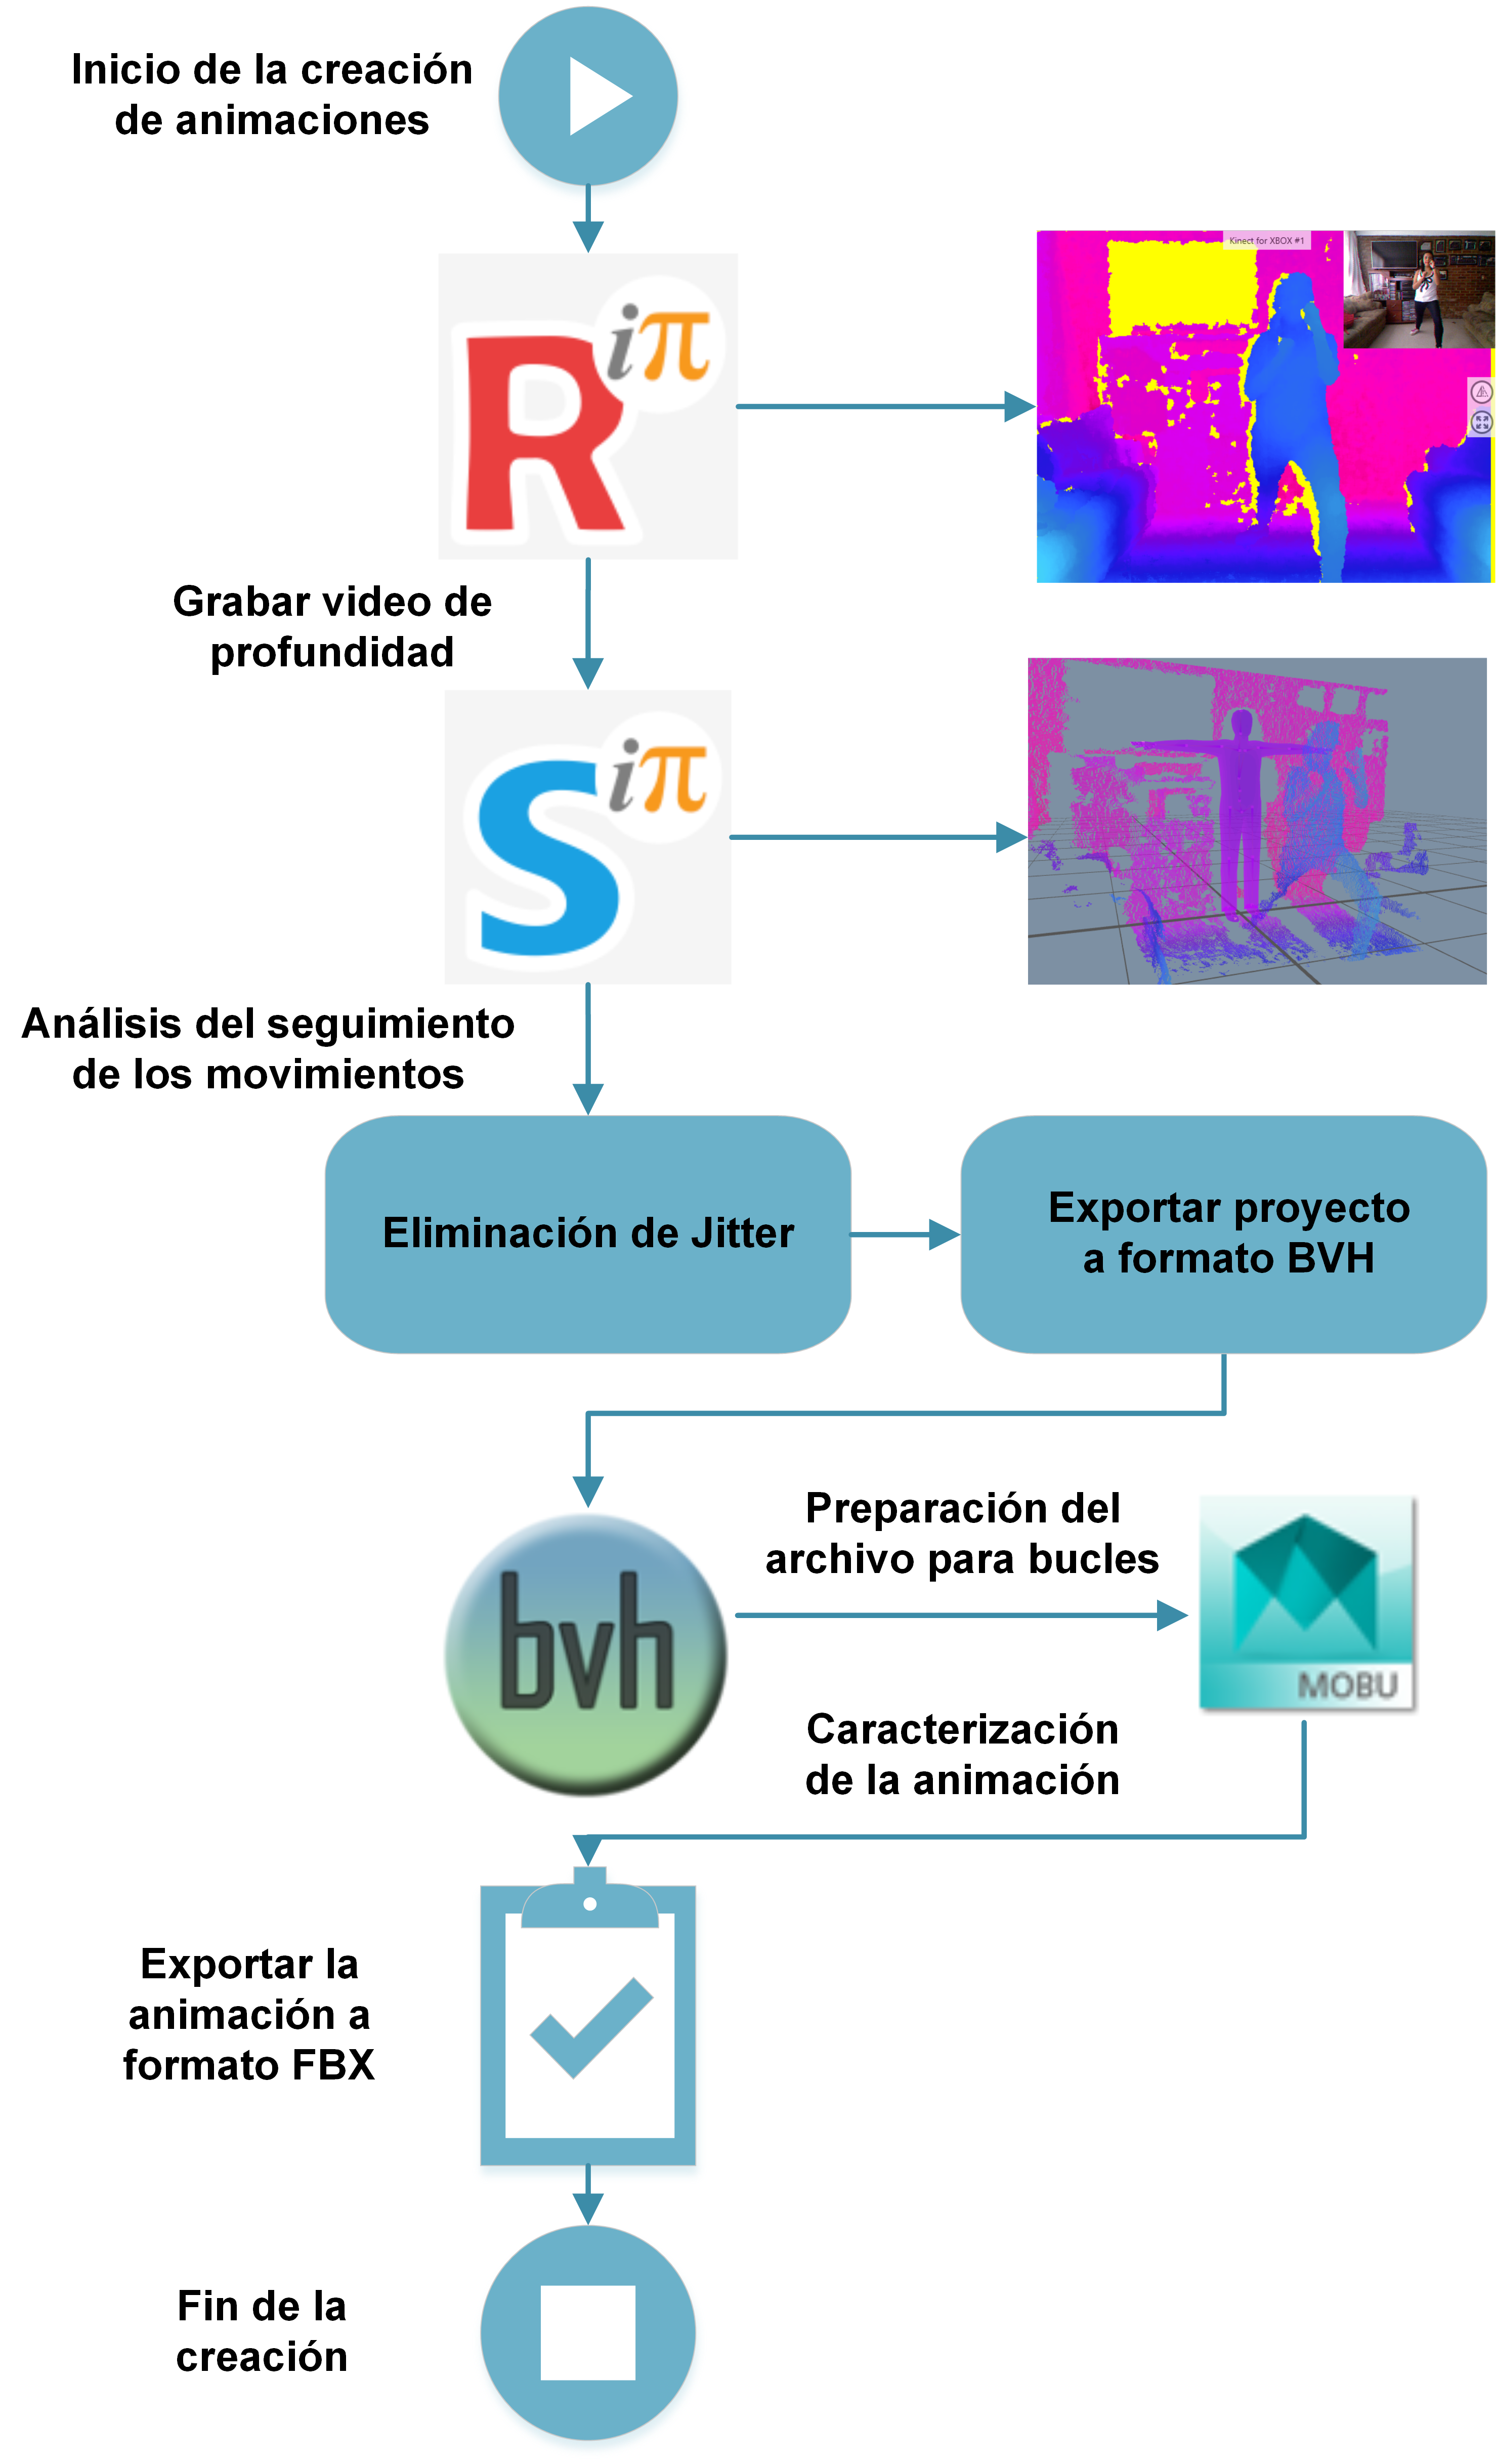 Inicio de la creación
de animaciones
R iπ
Kinect for XBOX #1
Grabar video de
profundidad
S iπ
Análisis del seguimiento
de los movimientos
Eliminación de Jitter
Exportar proyecto
a formato BVH
bvh
Preparación del
archivo para bucles
MOBU
Caracterización
de la animación
Exportar la
animación a
formato FBX
Fin de la
creación